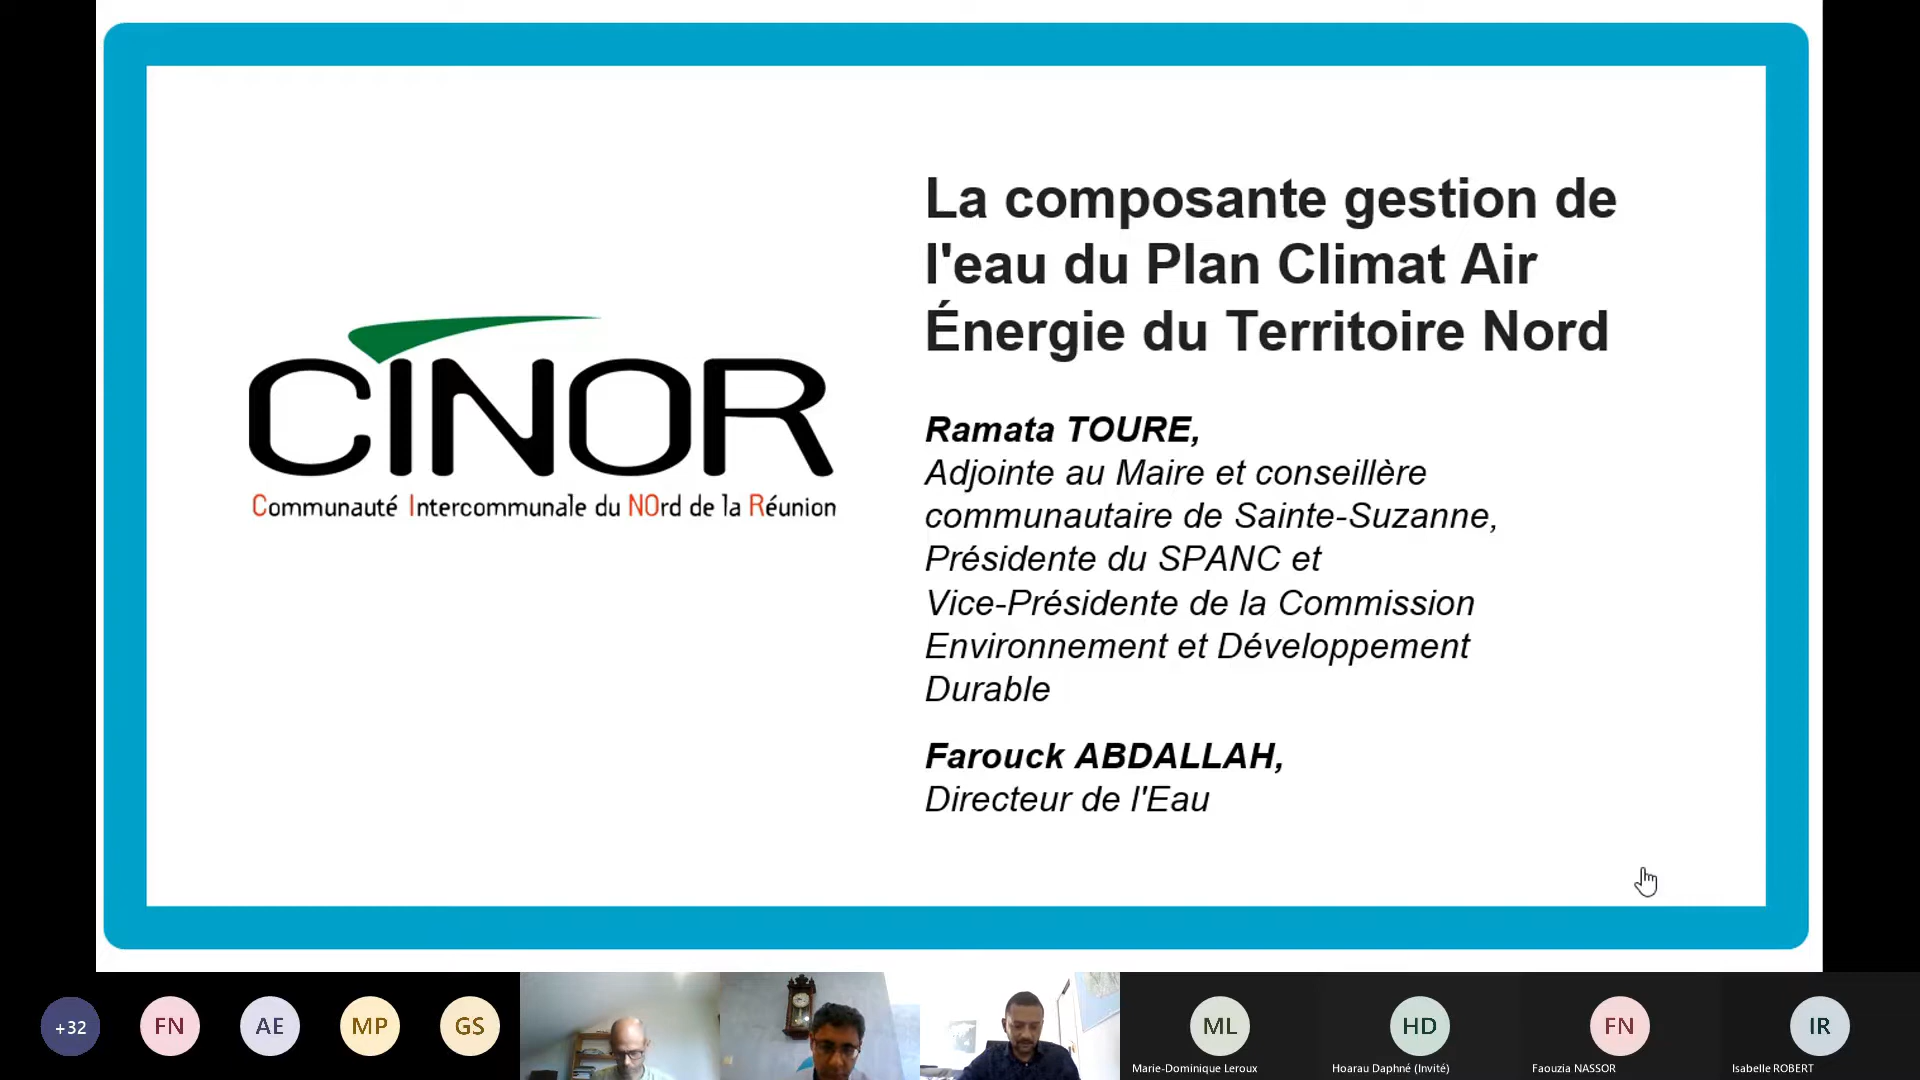 La composante gestion de
l'eau du Plan Climat Air
Énergie du Territoire Nord
CINOR
Communauté Intercommunale du NOrd de la Réunion
Ramata TOURE,
Adjointe au Maire et conseillère
communautaire de Sainte-Suzanne,
Présidente du SPANC et
Vice-Présidente de la Commission
Environnement et Développement
Durable
Farouck ABDALLAH,
Directeur de l'Eau
+32
FN
AE
MP
GS
ML
Marie-Dominique Leroux
HD
Hoarau Daphné (Invité)
FN
Faouzia NASSOR
IR
Isabelle ROBERT